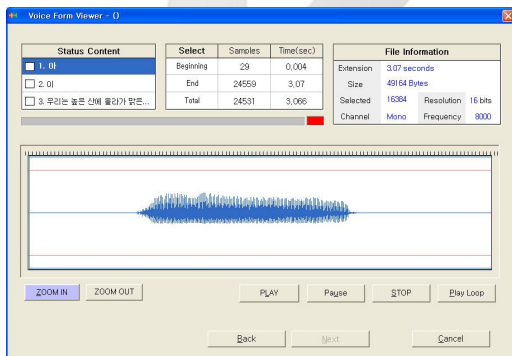 Voice Form Viewer - ()
Status Content
1. 아
2. 이
3. 우리는 높은 산에 올라가 맑은...
Select Samples Time(sec)
Beginning 29 0,004
End 24559 3,07
Total 24531 3,066
File Information
Extension 3.07 seconds
Size 49164 Bytes
Selected 16384 Resolution 16 bits
Channel Mono Frequency 8000
ZOOM IN ZOOM OUT PLAY Pause STOP Play Loop
Back Next Cancel